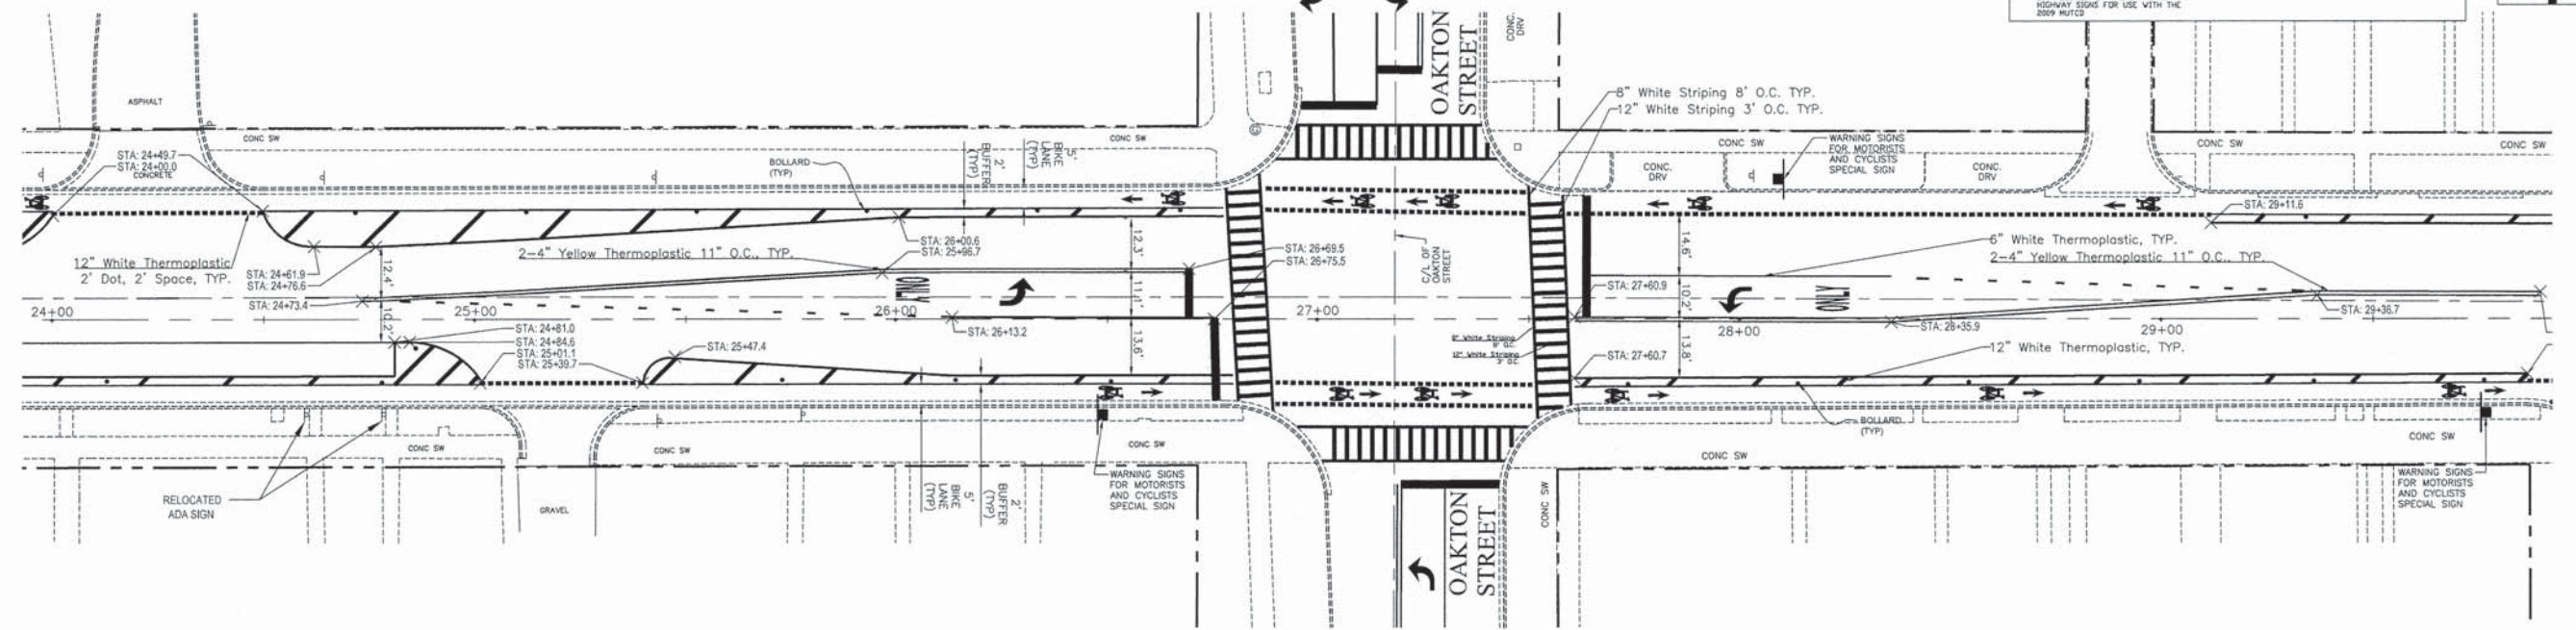 HIGHWAY SIGNS FOR USE WITH THE
2009 MUTCD
OAKTON
STREET
CONC.
DRV
ASPHALT
CONC SW
CONC SW
STA: 24+49.7
STA: 24+00.0
CONCRETE
BOLLARD
(TYP)
2'
BUFFER
(TYP)
5'
BIKE
LANE
(TYP)
8" White Striping 8' O.C. TYP.
12" White Striping 3' O.C. TYP.
CONC SW
WARNING SIGNS
FOR MOTORISTS
AND CYCLISTS
SPECIAL SIGN
CONC.
DRV
CONC.
DRV
CONC SW
CONC SW
STA: 29+11.6
12" White Thermoplastic
2' Dot, 2' Space, TYP.
STA: 24+61.9
STA: 24+76.6
STA: 24+73.4
12.4'
10.2'
2-4" Yellow Thermoplastic 11" O.C., TYP.
STA: 26+00.6
STA: 25+96.7
12.3'
11.1'
13.6'
STA: 26+69.5
STA: 26+75.5
ONLY
C/L OF
OAKTON
STREET
14.6'
10.2'
13.8'
6" White Thermoplastic, TYP.
2-4" Yellow Thermoplastic 11" O.C., TYP.
STA: 27+60.9
ONLY
24+00
25+00
26+00
27+00
28+00
29+00
STA: 29+36.7
STA: 28+35.9
STA: 26+13.2
STA: 24+81.0
STA: 24+84.6
STA: 25+01.1
STA: 25+39.7
STA: 25+47.4
8" White Striping
8' O.C.
12" White Striping
3' O.C.
STA: 27+60.7
12" White Thermoplastic, TYP.
BOLLARD
(TYP)
CONC SW
CONC SW
CONC SW
CONC SW
CONC SW
RELOCATED
ADA SIGN
GRAVEL
5'
BIKE
LANE
(TYP)
2'
BUFFER
(TYP)
WARNING SIGNS
FOR MOTORISTS
AND CYCLISTS
SPECIAL SIGN
OAKTON
STREET
CONC SW
WARNING SIGNS
FOR MOTORISTS
AND CYCLISTS
SPECIAL SIGN